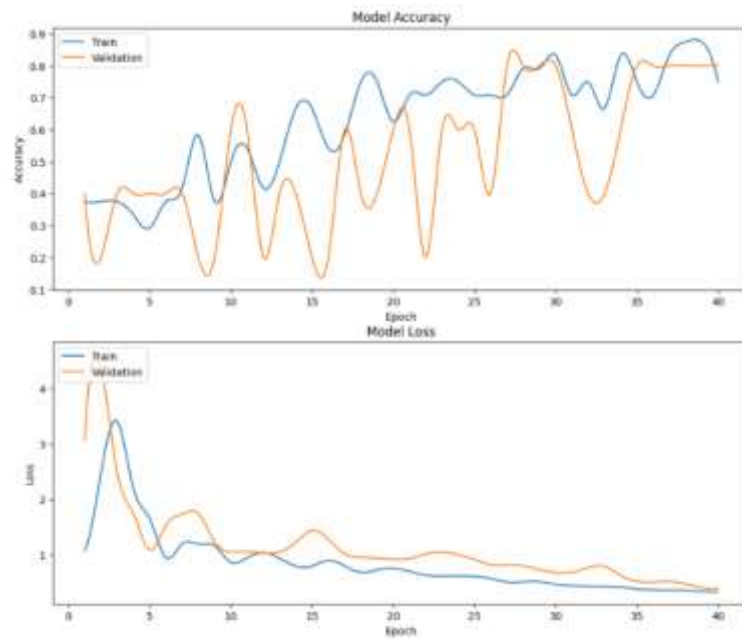 Model Accuracy
Train
Validation
Accuracy
0.9
0.8
0.7
0.6
0.5
0.4
0.3
0.2
0.1
0 5 10 15 20 25 30 35 40
Epoch
Model Loss
Train
Validation
Loss
4
3
2
1
0 5 10 15 20 25 30 35 40
Epoch